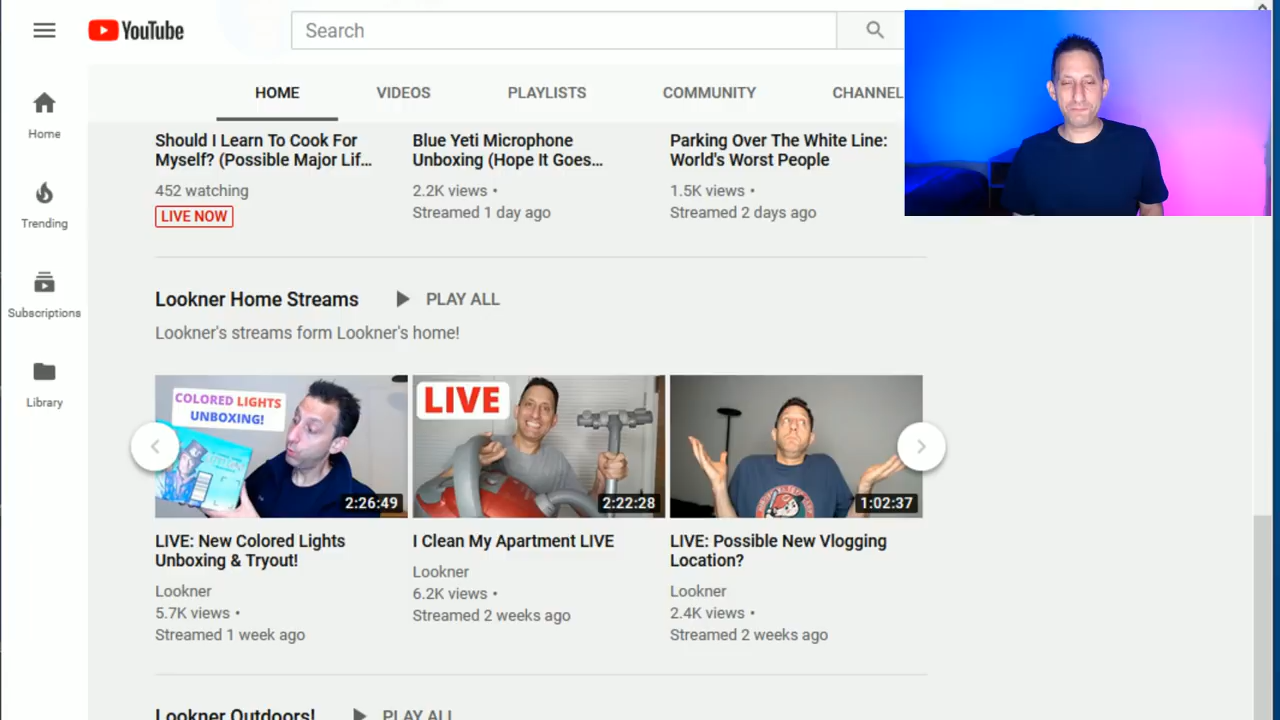 YouTube
Search
HOME
VIDEOS
PLAYLISTS
COMMUNITY
CHANNEL
Home
Trending
Subscriptions
Library
Should I Learn To Cook For
Myself? (Possible Major Lif...
452 watching
LIVE NOW
Blue Yeti Microphone
Unboxing (Hope It Goes...
2.2K views •
Streamed 1 day ago
Parking Over The White Line:
World's Worst People
1.5K views •
Streamed 2 days ago
Lookner Home Streams
PLAY ALL
Lookner's streams form Lookner's home!
COLORED LIGHTS
UNBOXING!
2:26:49
LIVE: New Colored Lights
Unboxing & Tryout!
Lookner
5.7K views •
Streamed 1 week ago
LIVE
2:22:28
I Clean My Apartment LIVE
Lookner
6.2K views •
Streamed 2 weeks ago
1:02:37
LIVE: Possible New Vlogging
Location?
Lookner
2.4K views •
Streamed 2 weeks ago
Lookner Outdoors!
PLAY ALL